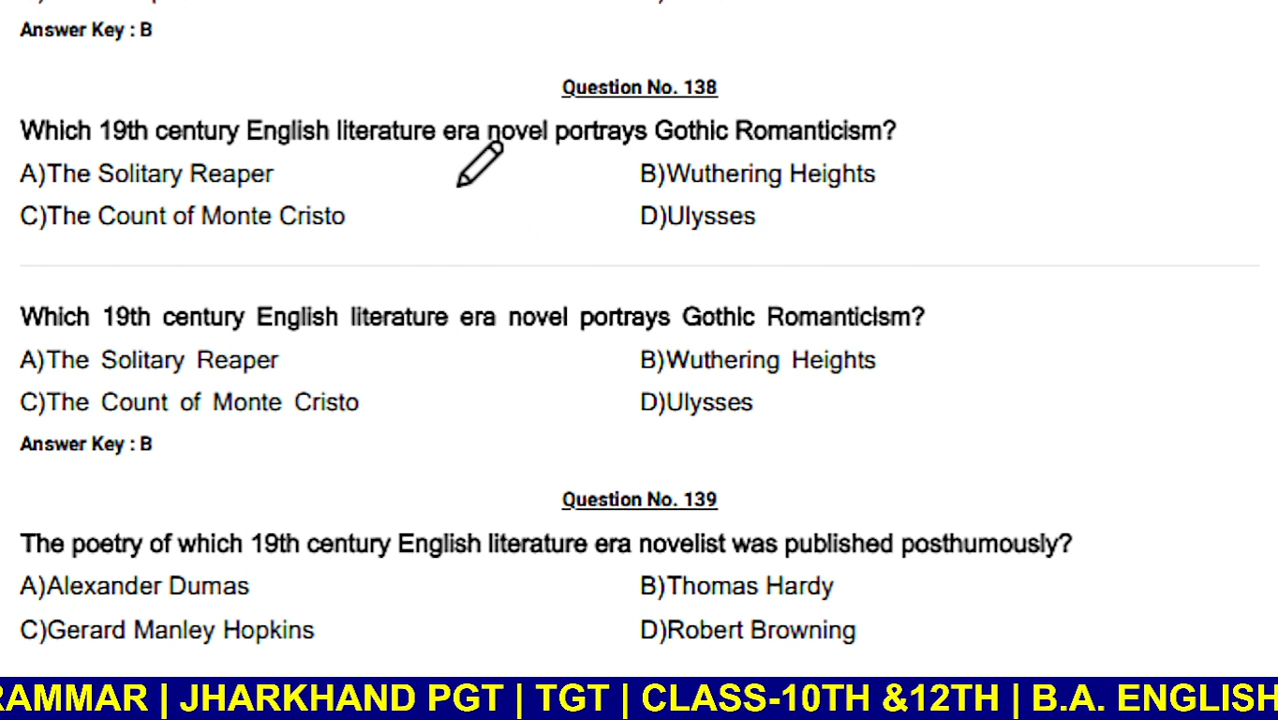 Answer Key : B
Question No. 138
Which 19th century English literature era novel portrays Gothic Romanticism?
A)The Solitary Reaper
B)Wuthering Heights
C)The Count of Monte Cristo
D)Ulysses
Which 19th century English literature era novel portrays Gothic Romanticism?
A)The Solitary Reaper
B)Wuthering Heights
C)The Count of Monte Cristo
D)Ulysses
Answer Key : B
Question No. 139
The poetry of which 19th century English literature era novelist was published posthumously?
A)Alexander Dumas
B)Thomas Hardy
C)Gerard Manley Hopkins
D)Robert Browning
RAMMAR | JHARKHAND PGT | TGT | CLASS-10TH &12TH | B.A. ENGLISH